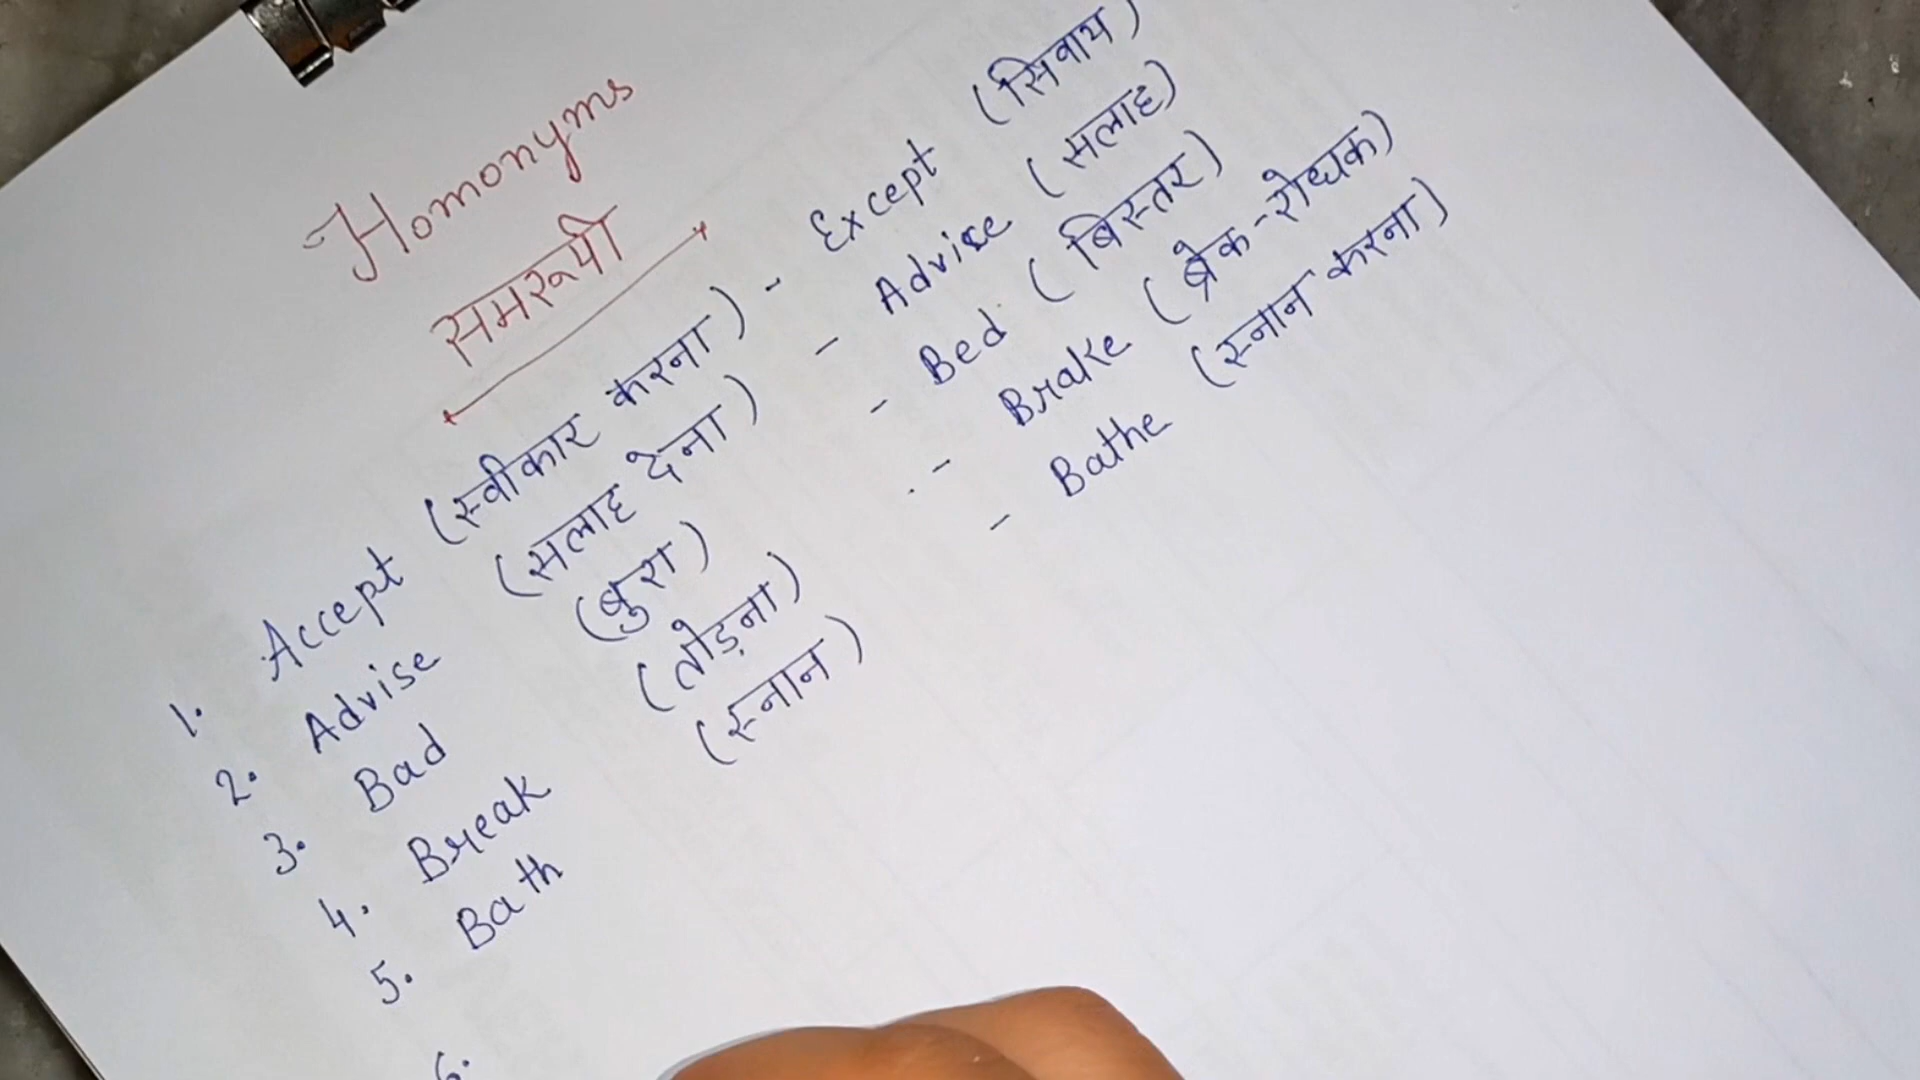 Homonyms
समरूपी
1. Accept (स्वीकार करना) - Except (सिवाय)
2. Advise (सलाह देना) - Advice (सलाह)
3. Bad (बुरा) - Bed (बिस्तर)
4. Break (तोड़ना) - Brake (ब्रेक-रोधक)
5. Bath (स्नान) - Bathe (स्नान करना)
6.